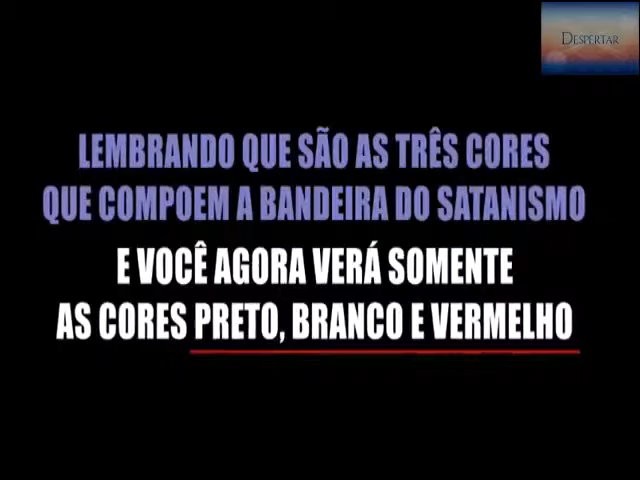 DESPERTAR
LEMBRANDO QUE SÃO AS TRÊS CORES
QUE COMPOEM A BANDEIRA DO SATANISMO
E VOCÊ AGORA VERÁ SOMENTE
AS CORES PRETO, BRANCO E VERMELHO